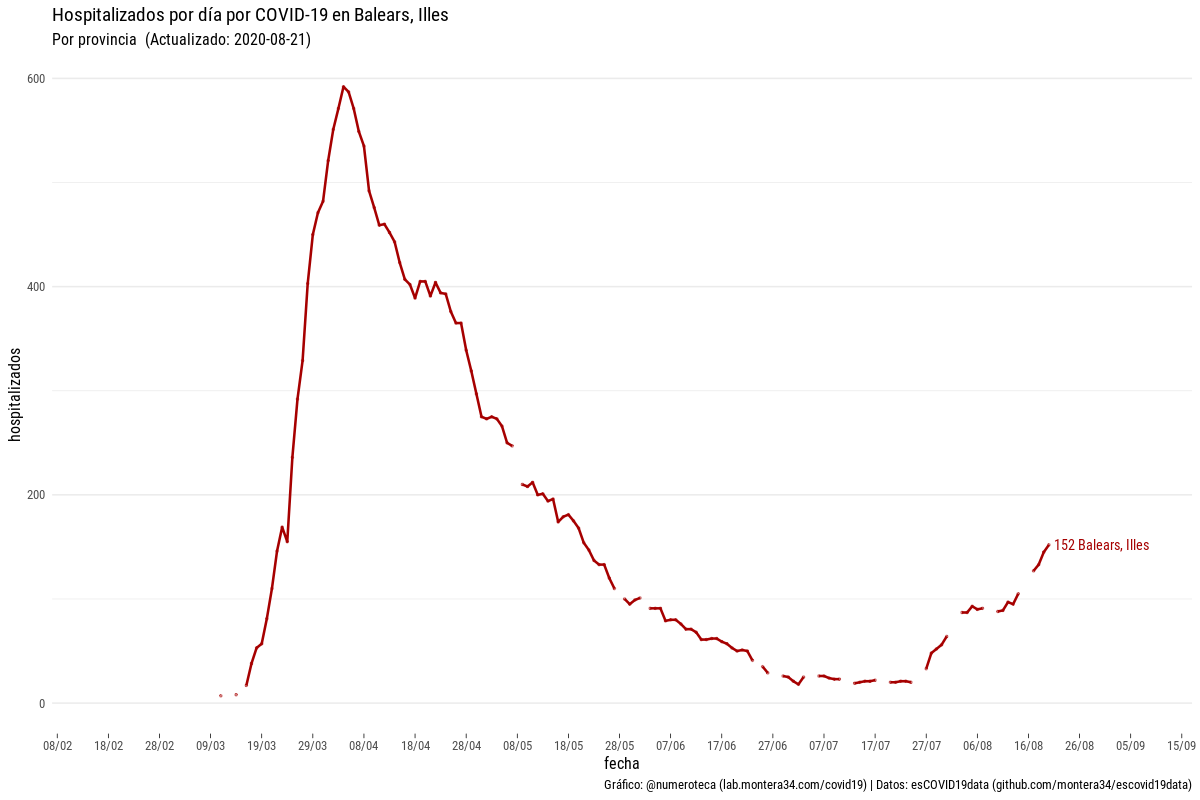 Hospitalizados por día por COVID-19 en Balears, Illes
Por provincia  (Actualizado: 2020-08-21)
600
400
200
0
hospitalizados
152 Balears, Illes
08/02 18/02 28/02 09/03 19/03 29/03 08/04 18/04 28/04 08/05 18/05 28/05 07/06 17/06 27/06 07/07 17/07 27/07 06/08 16/08 26/08 05/09 15/09
fecha
Gráfico: @numeroteca (lab.montera34.com/covid19) | Datos: esCOVID19data (github.com/montera34/escovid19data)